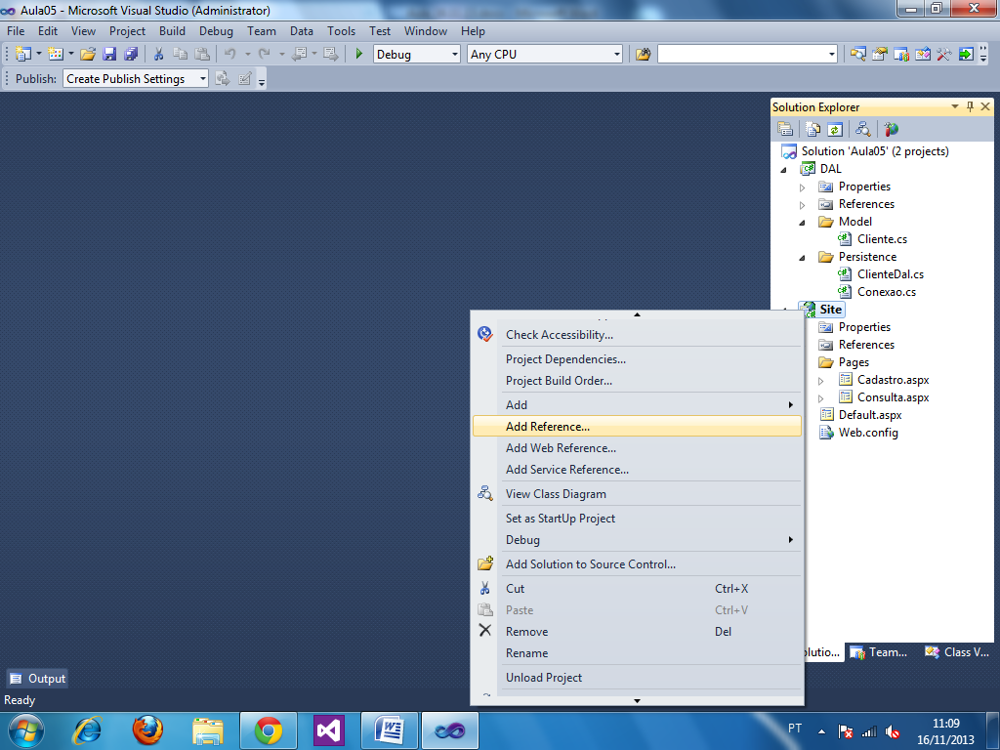 Aula05 - Microsoft Visual Studio (Administrator)
File Edit View Project Build Debug Team Data Tools Test Window Help
Debug Any CPU
Publish: Create Publish Settings
Solution Explorer
Solution 'Aula05' (2 projects)
DAL
Properties
References
Model
Cliente.cs
Persistence
ClienteDal.cs
Conexao.cs
Site
Properties
References
Pages
Cadastro.aspx
Consulta.aspx
Default.aspx
Web.config
Check Accessibility...
Project Dependencies...
Project Build Order...
Add
Add Reference...
Add Web Reference...
Add Service Reference...
View Class Diagram
Set as StartUp Project
Debug
Add Solution to Source Control...
Cut Ctrl+X
Paste Ctrl+V
Remove Del
Rename
Unload Project
olutio... Team... Class V...
Output
Ready
PT
11:09
16/11/2013